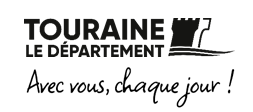 TOURAINE
LE DÉPARTEMENT
Avec vous, chaque jour !